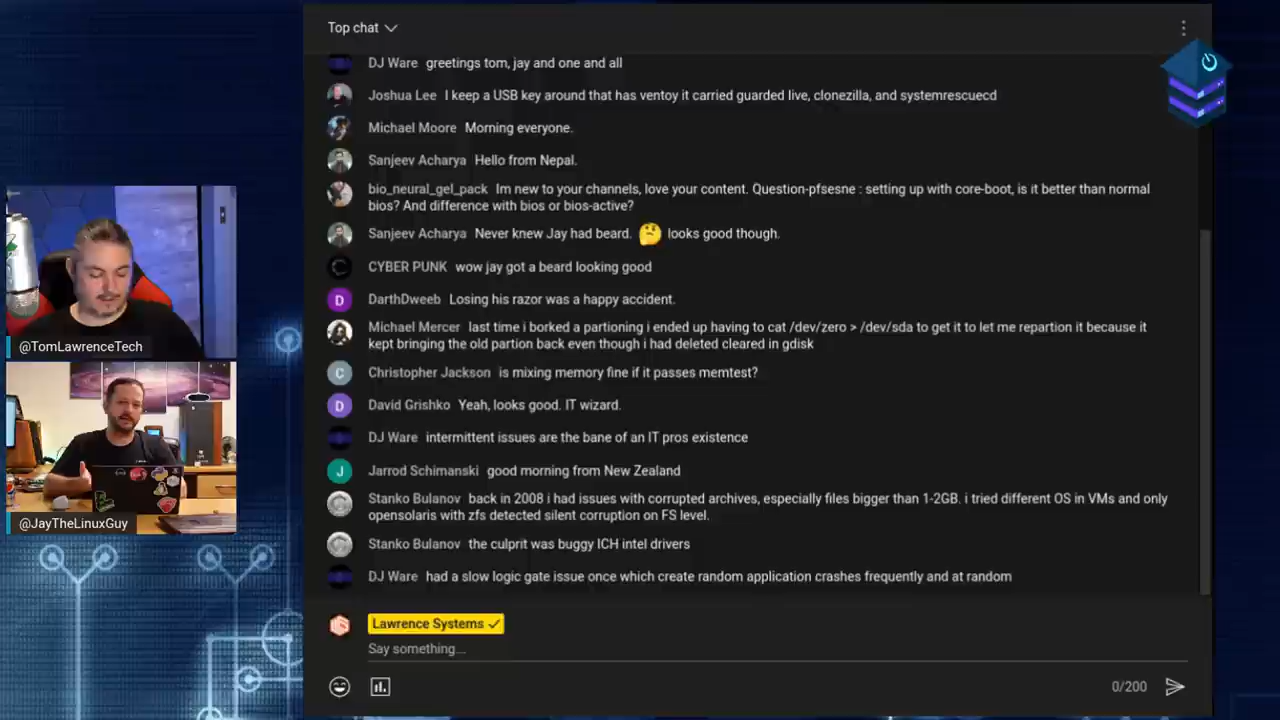 Top chat
DJ Ware greetings tom, jay and one and all
Joshua Lee I keep a USB key around that has ventoy it carried guarded live, clonezilla, and systemrescuecd
Michael Moore Morning everyone.
Sanjeev Acharya Hello from Nepal.
bio_neural_gel_pack Im new to your channels, love your content. Question-pfsesne : setting up with core-boot, is it better than normal
bios? And difference with bios or bios-active?
Sanjeev Acharya Never knew Jay had beard. 🤔 looks good though.
CYBER PUNK wow jay got a beard looking good
D DarthDweeb Losing his razor was a happy accident.
Michael Mercer last time i borked a partioning i ended up having to cat /dev/zero > /dev/sda to get it to let me repartion it because it
kept bringing the old partion back even though i had deleted cleared in gdisk
C Christopher Jackson is mixing memory fine if it passes memtest?
D David Grishko Yeah, looks good. IT wizard.
DJ Ware intermittent issues are the bane of an IT pros existence
J Jarrod Schimanski good morning from New Zealand
Stanko Bulanov back in 2008 i had issues with corrupted archives, especially files bigger than 1-2GB. i tried different OS in VMs and only
opensolaris with zfs detected silent corruption on FS level.
Stanko Bulanov the culprit was buggy ICH intel drivers
DJ Ware had a slow logic gate issue once which create random application crashes frequently and at random
Lawrence Systems
Say something...
0/200
@TomLawrenceTech
@JayTheLinuxGuy